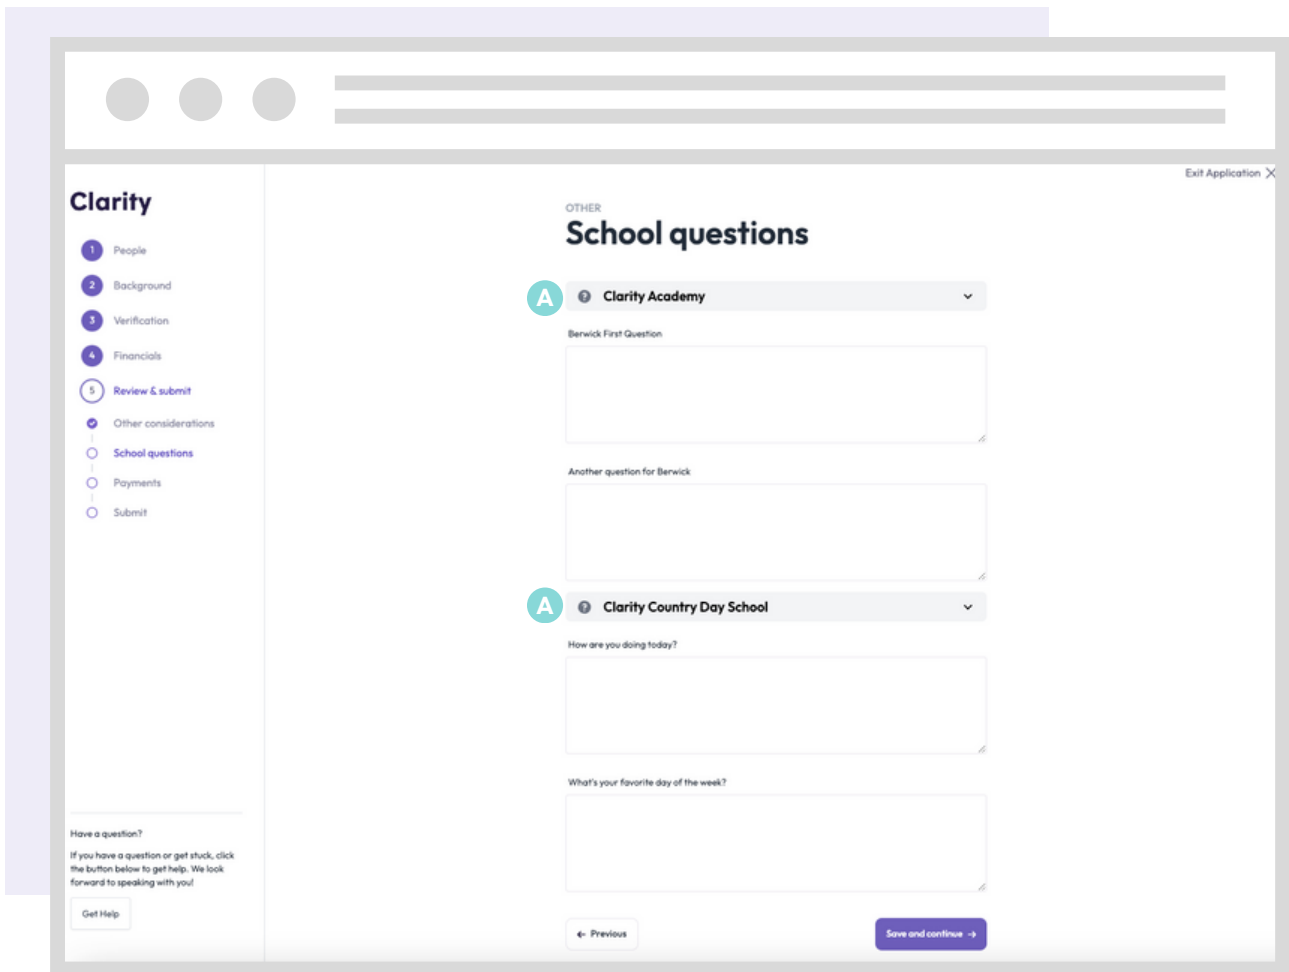 Exit Application
Clarity
1 People
2 Background
3 Verification
4 Financials
5 Review & submit
Other considerations
School questions
Payments
Submit
Have a question?
If you have a question or get stuck, click
the button below to get help. We look
forward to speaking with you!
Get Help
OTHER
School questions
A ? Clarity Academy
Berwick First Question
Another question for Berwick
A ? Clarity Country Day School
How are you doing today?
What's your favorite day of the week?
← Previous
Save and continue →